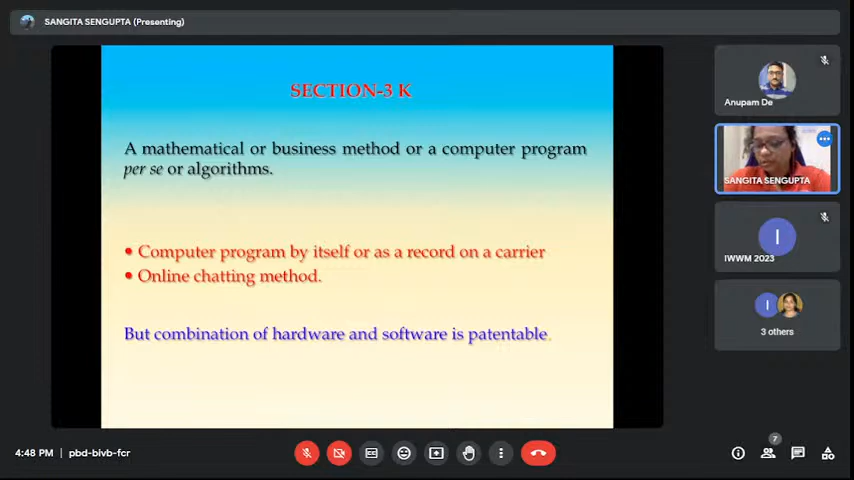 SANGITA SENGUPTA (Presenting)
SECTION-3 K
A mathematical or business method or a computer program
per se or algorithms.
• Computer program by itself or as a record on a carrier
• Online chatting method.
But combination of hardware and software is patentable.
Anupam De
SANGITA SENGUPTA
I
IWWM 2023
I
3 others
4:48 PM | pbd-bivb-fcr
7